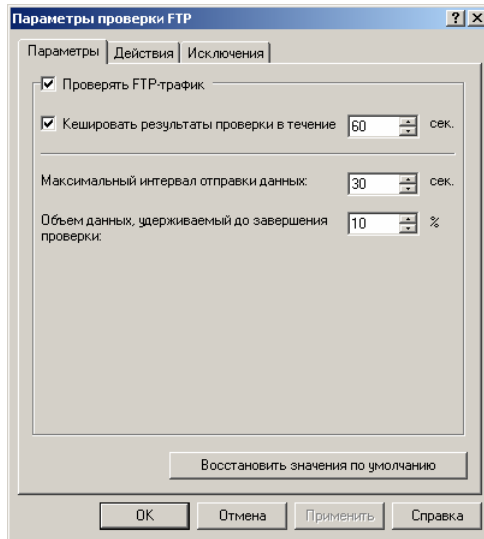 Параметры проверки FTP
Параметры Действия Исключения
Проверять FTP-трафик
Кешировать результаты проверки в течение 60 сек.
Максимальный интервал отправки данных: 30 сек.
Объем данных, удерживаемый до завершения 10 %
проверки:
Восстановить значения по умолчанию
OK Отмена Применить Справка